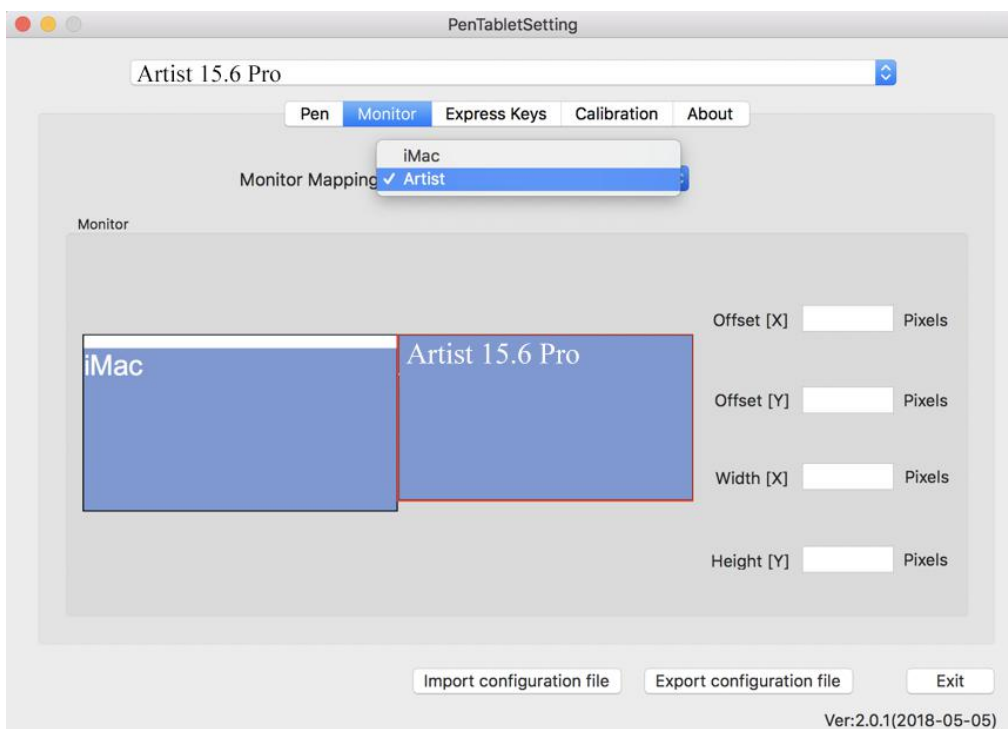 PenTabletSetting
Artist 15.6 Pro
Pen Monitor Express Keys Calibration About
iMac
Monitor Mapping ✓ Artist
Monitor
Offset [X] Pixels
iMac Artist 15.6 Pro
Offset [Y] Pixels
Width [X] Pixels
Height [Y] Pixels
Import configuration file Export configuration file Exit
Ver:2.0.1(2018-05-05)